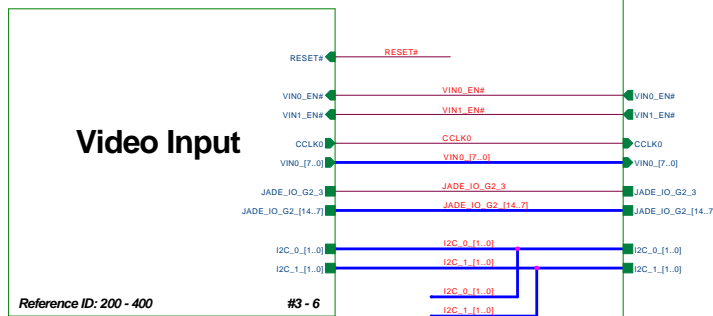 RESET# RESET#
VIN0_EN# VIN0_EN# VIN0_EN#
VIN1_EN# VIN1_EN# VIN1_EN#
Video Input
CCLK0 CCLK0 CCLK0
VIN0_[7..0] VIN0_[7..0] VIN0_[7..0]
JADE_IO_G2_3 JADE_IO_G2_3 JADE_IO_G2_3
JADE_IO_G2_[14..7] JADE_IO_G2_[14..7] JADE_IO_G2_[14..7
I2C_0_[1..0] I2C_0_[1..0] I2C_0_[1..0]
I2C_1_[1..0] I2C_1_[1..0] I2C_1_[1..0]
I2C_0_[1..0]
Reference ID: 200 - 400 #3 - 6
I2C_1_[1..0]